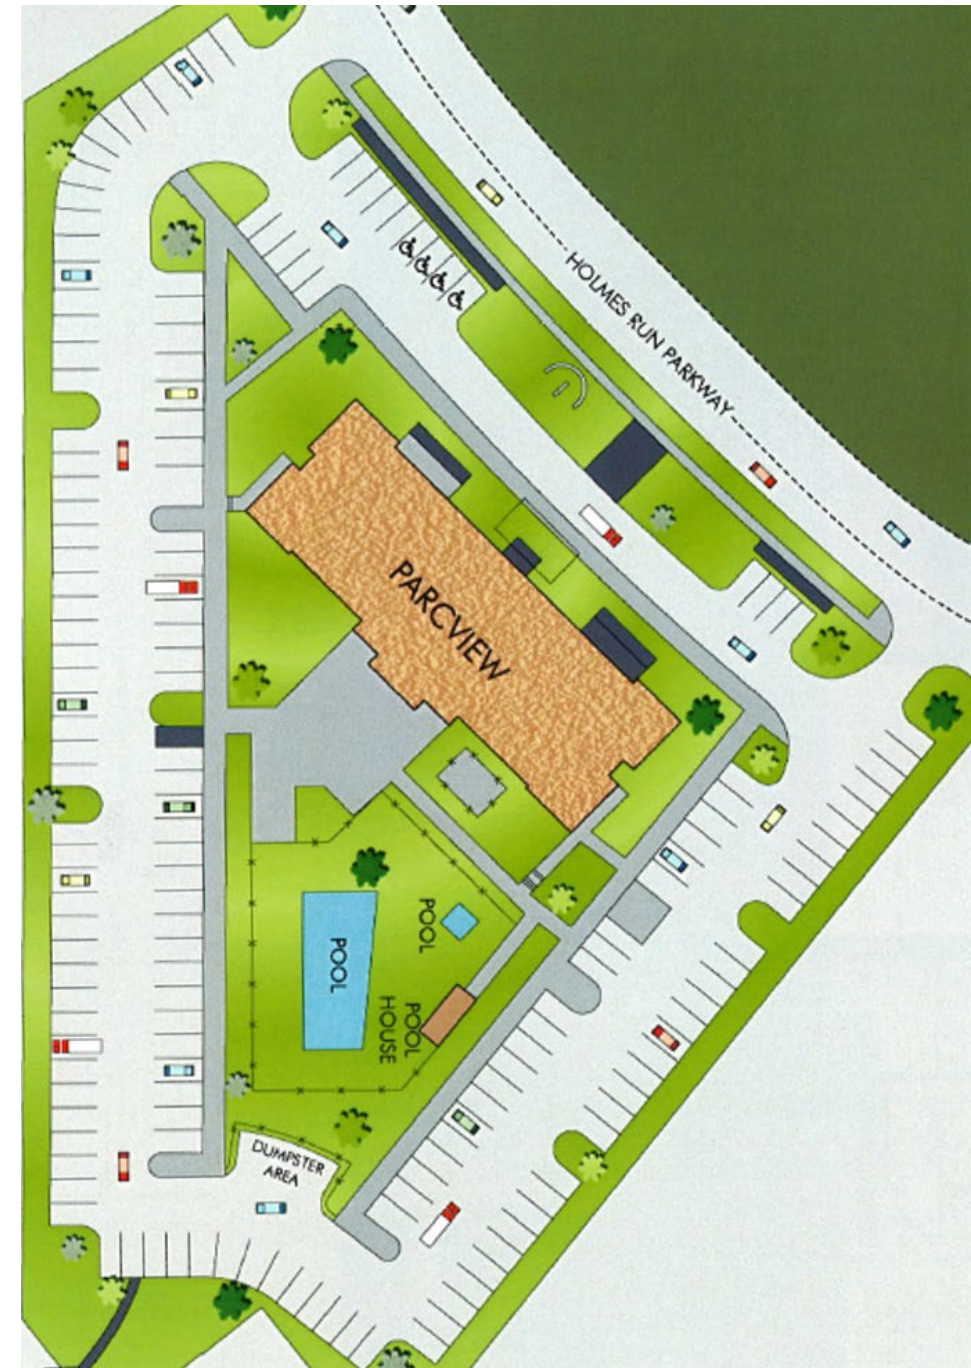 HOLMES RUN PARKWAY
PARCVIEW
POOL
POOL
POOL
HOUSE
DUMPSTER
AREA